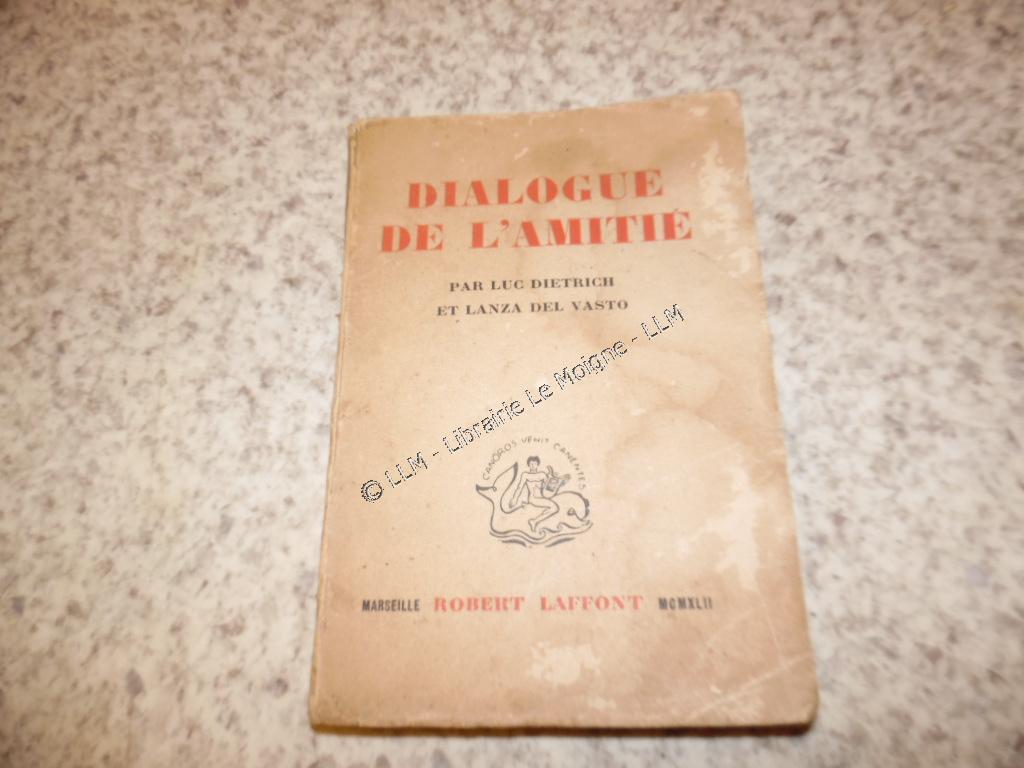 DIALOGUE
DE L'AMITIÉ
PAR LUC DIETRICH
ET LANZA DEL VASTO
© LLM - Librairie Le Moigne - LLM
CANOROS VEHIT CANENTES
MARSEILLE ROBERT LAFFONT MCMXLII